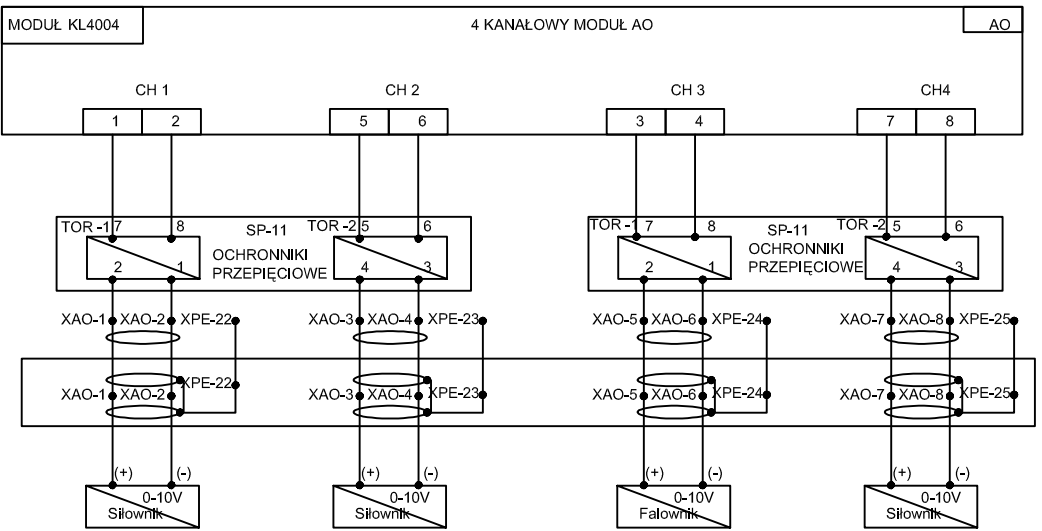 MODUŁ KL4004
4 KANAŁOWY MODUŁ AO
AO
CH 1
CH 2
CH 3
CH4
1 2
5 6
3 4
7 8
TOR -1 7 8
SP-11
TOR -2 5 6
TOR -1 7 8
SP-11
TOR -2 5 6
OCHRONNIKI
PRZEPIĘCIOWE
OCHRONNIKI
PRZEPIĘCIOWE
2 1
4 3
2 1
4 3
XAO-1 XAO-2 XPE-22
XAO-3 XAO-4 XPE-23
XAO-5 XAO-6 XPE-24
XAO-7 XAO-8 XPE-25
XAO-1 XAO-2 XPE-22
XAO-3 XAO-4 XPE-23
XAO-5 XAO-6 XPE-24
XAO-7 XAO-8 XPE-25
(+) (-)
(+) (-)
(+) (-)
(+) (-)
0-10V
Siłownik
0-10V
Siłownik
0-10V
Falownik
0-10V
Siłownik